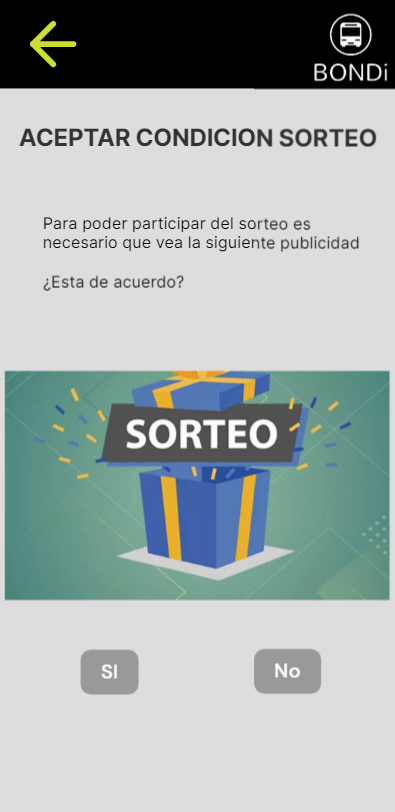 BONDi
ACEPTAR CONDICION SORTEO
Para poder participar del sorteo es
necesario que vea la siguiente publicidad
¿Esta de acuerdo?
SORTEO
SI
No